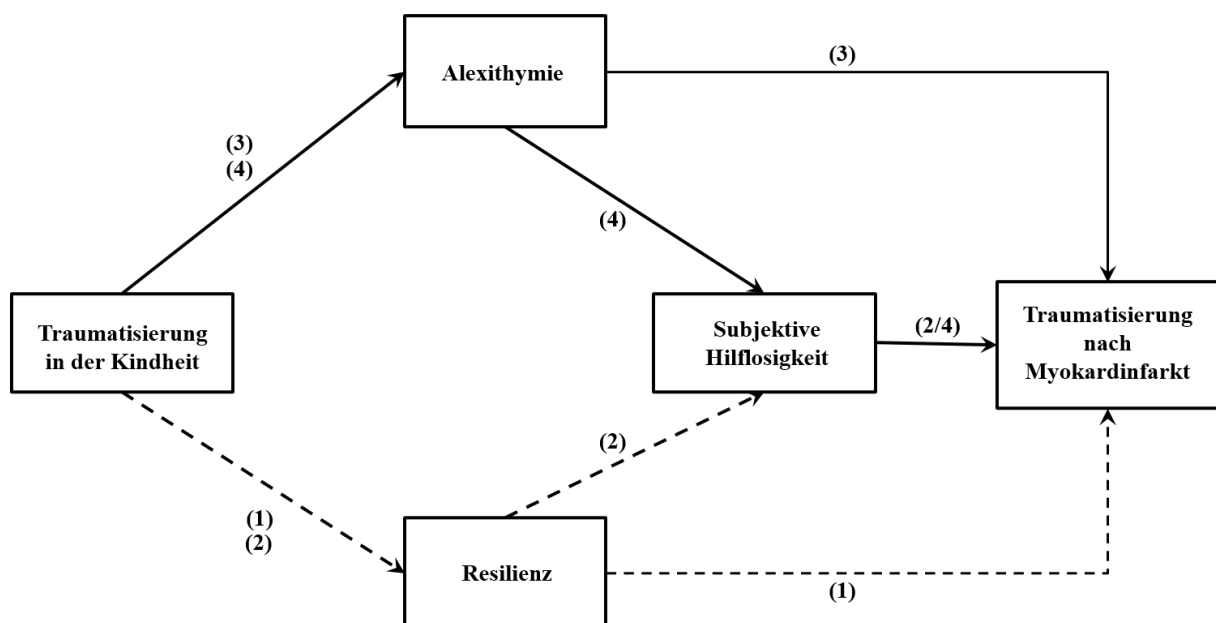 Alexithymie
(3)
(3)
(4)
(4)
Traumatisierung
in der Kindheit
Subjektive
Hilflosigkeit
(2/4)
Traumatisierung
nach
Myokardinfarkt
(2)
(1)
(2)
Resilienz
(1)